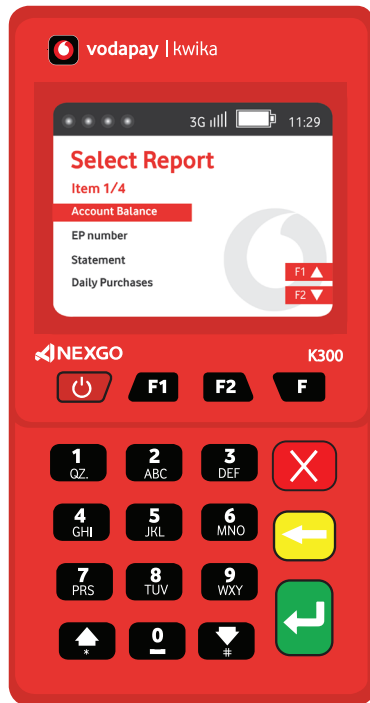 vodapay | kwika
3G 11:29
Select Report
Item 1/4
Account Balance
EP number
Statement
Daily Purchases
F1
F2
NEXGO K300
F1 F2 F
1 2 3
QZ. ABC DEF
4 5 6
GHI JKL MNO
7 8 9
PRS TUV WXY
0
* #